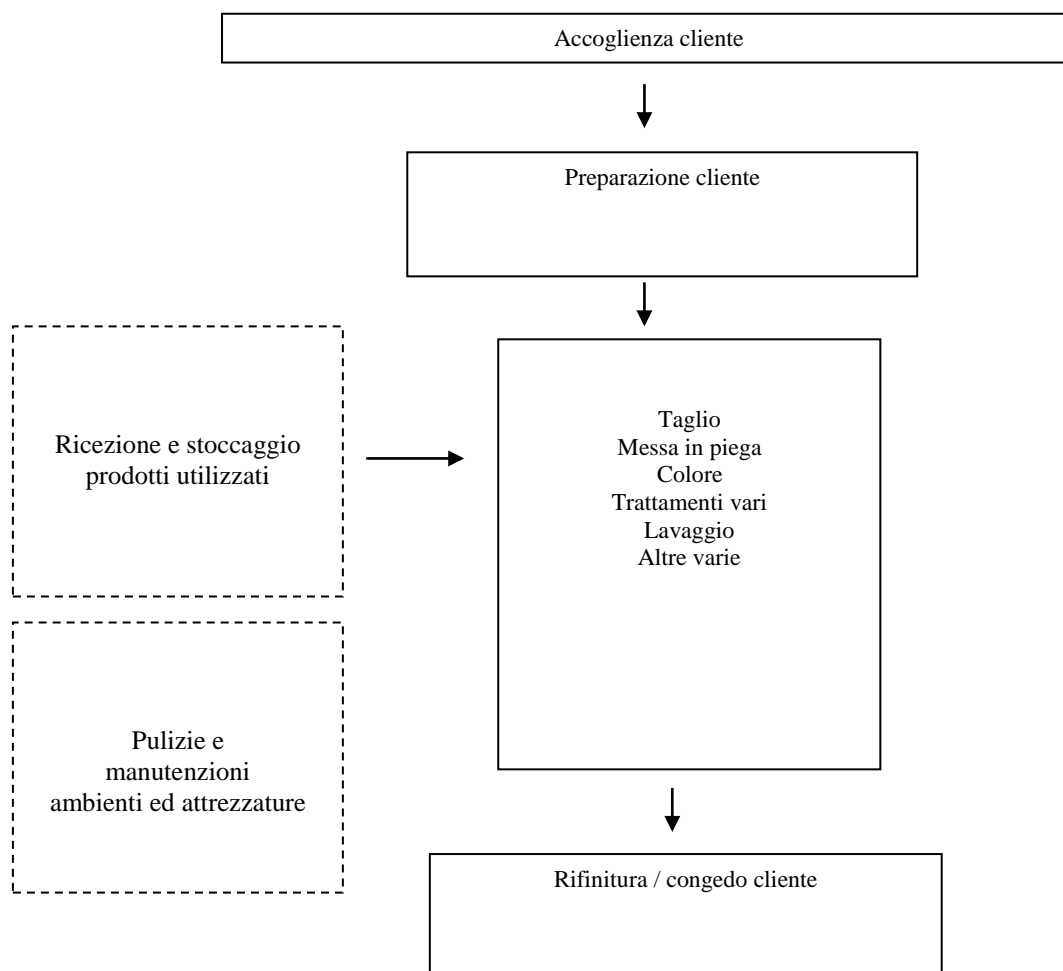 Accoglienza cliente
Preparazione cliente
Ricezione e stoccaggio
prodotti utilizzati
Taglio
Messa in piega
Colore
Trattamenti vari
Lavaggio
Altre varie
Pulizie e
manutenzioni
ambienti ed attrezzature
Rifinitura / congedo cliente